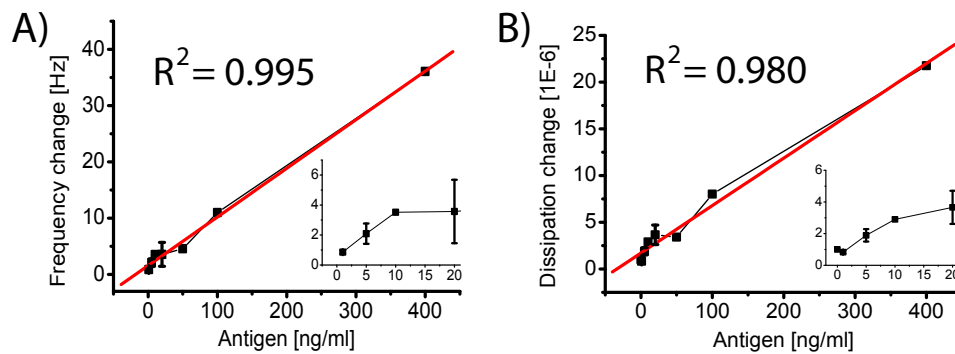 A)
R² = 0.995
Frequency change [Hz]
40
30
20
10
0
6
4
2
0
0 5 10 15 20
0 100 200 300 400
Antigen [ng/ml]
B)
R² = 0.980
Dissipation change [1E-6]
25
20
15
10
5
0
6
4
2
0
0 5 10 15 20
0 100 200 300 400
Antigen [ng/ml]